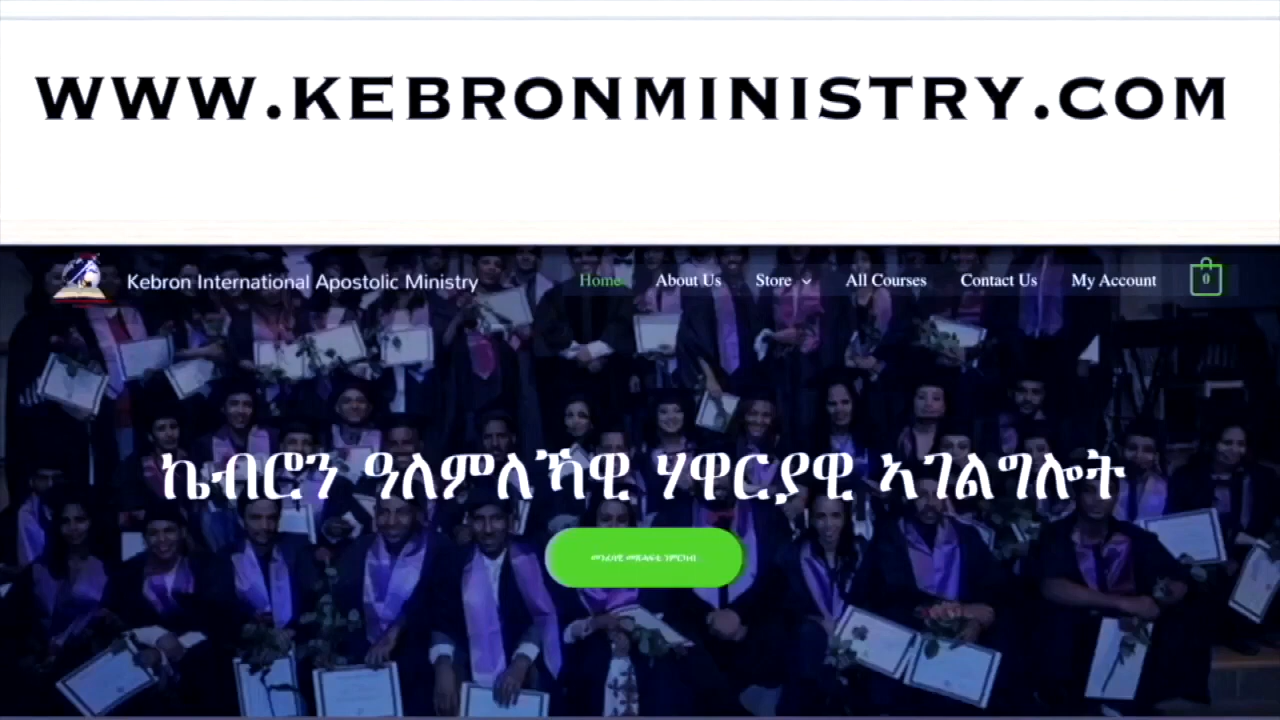 WWW.KEBRONMINISTRY.COM
Kebron International Apostolic Ministry
Home About Us Store All Courses Contact Us My Account 0
ኬብሮን ዓለምለኻዊ ሃዋርያዊ ኣገልግሎት